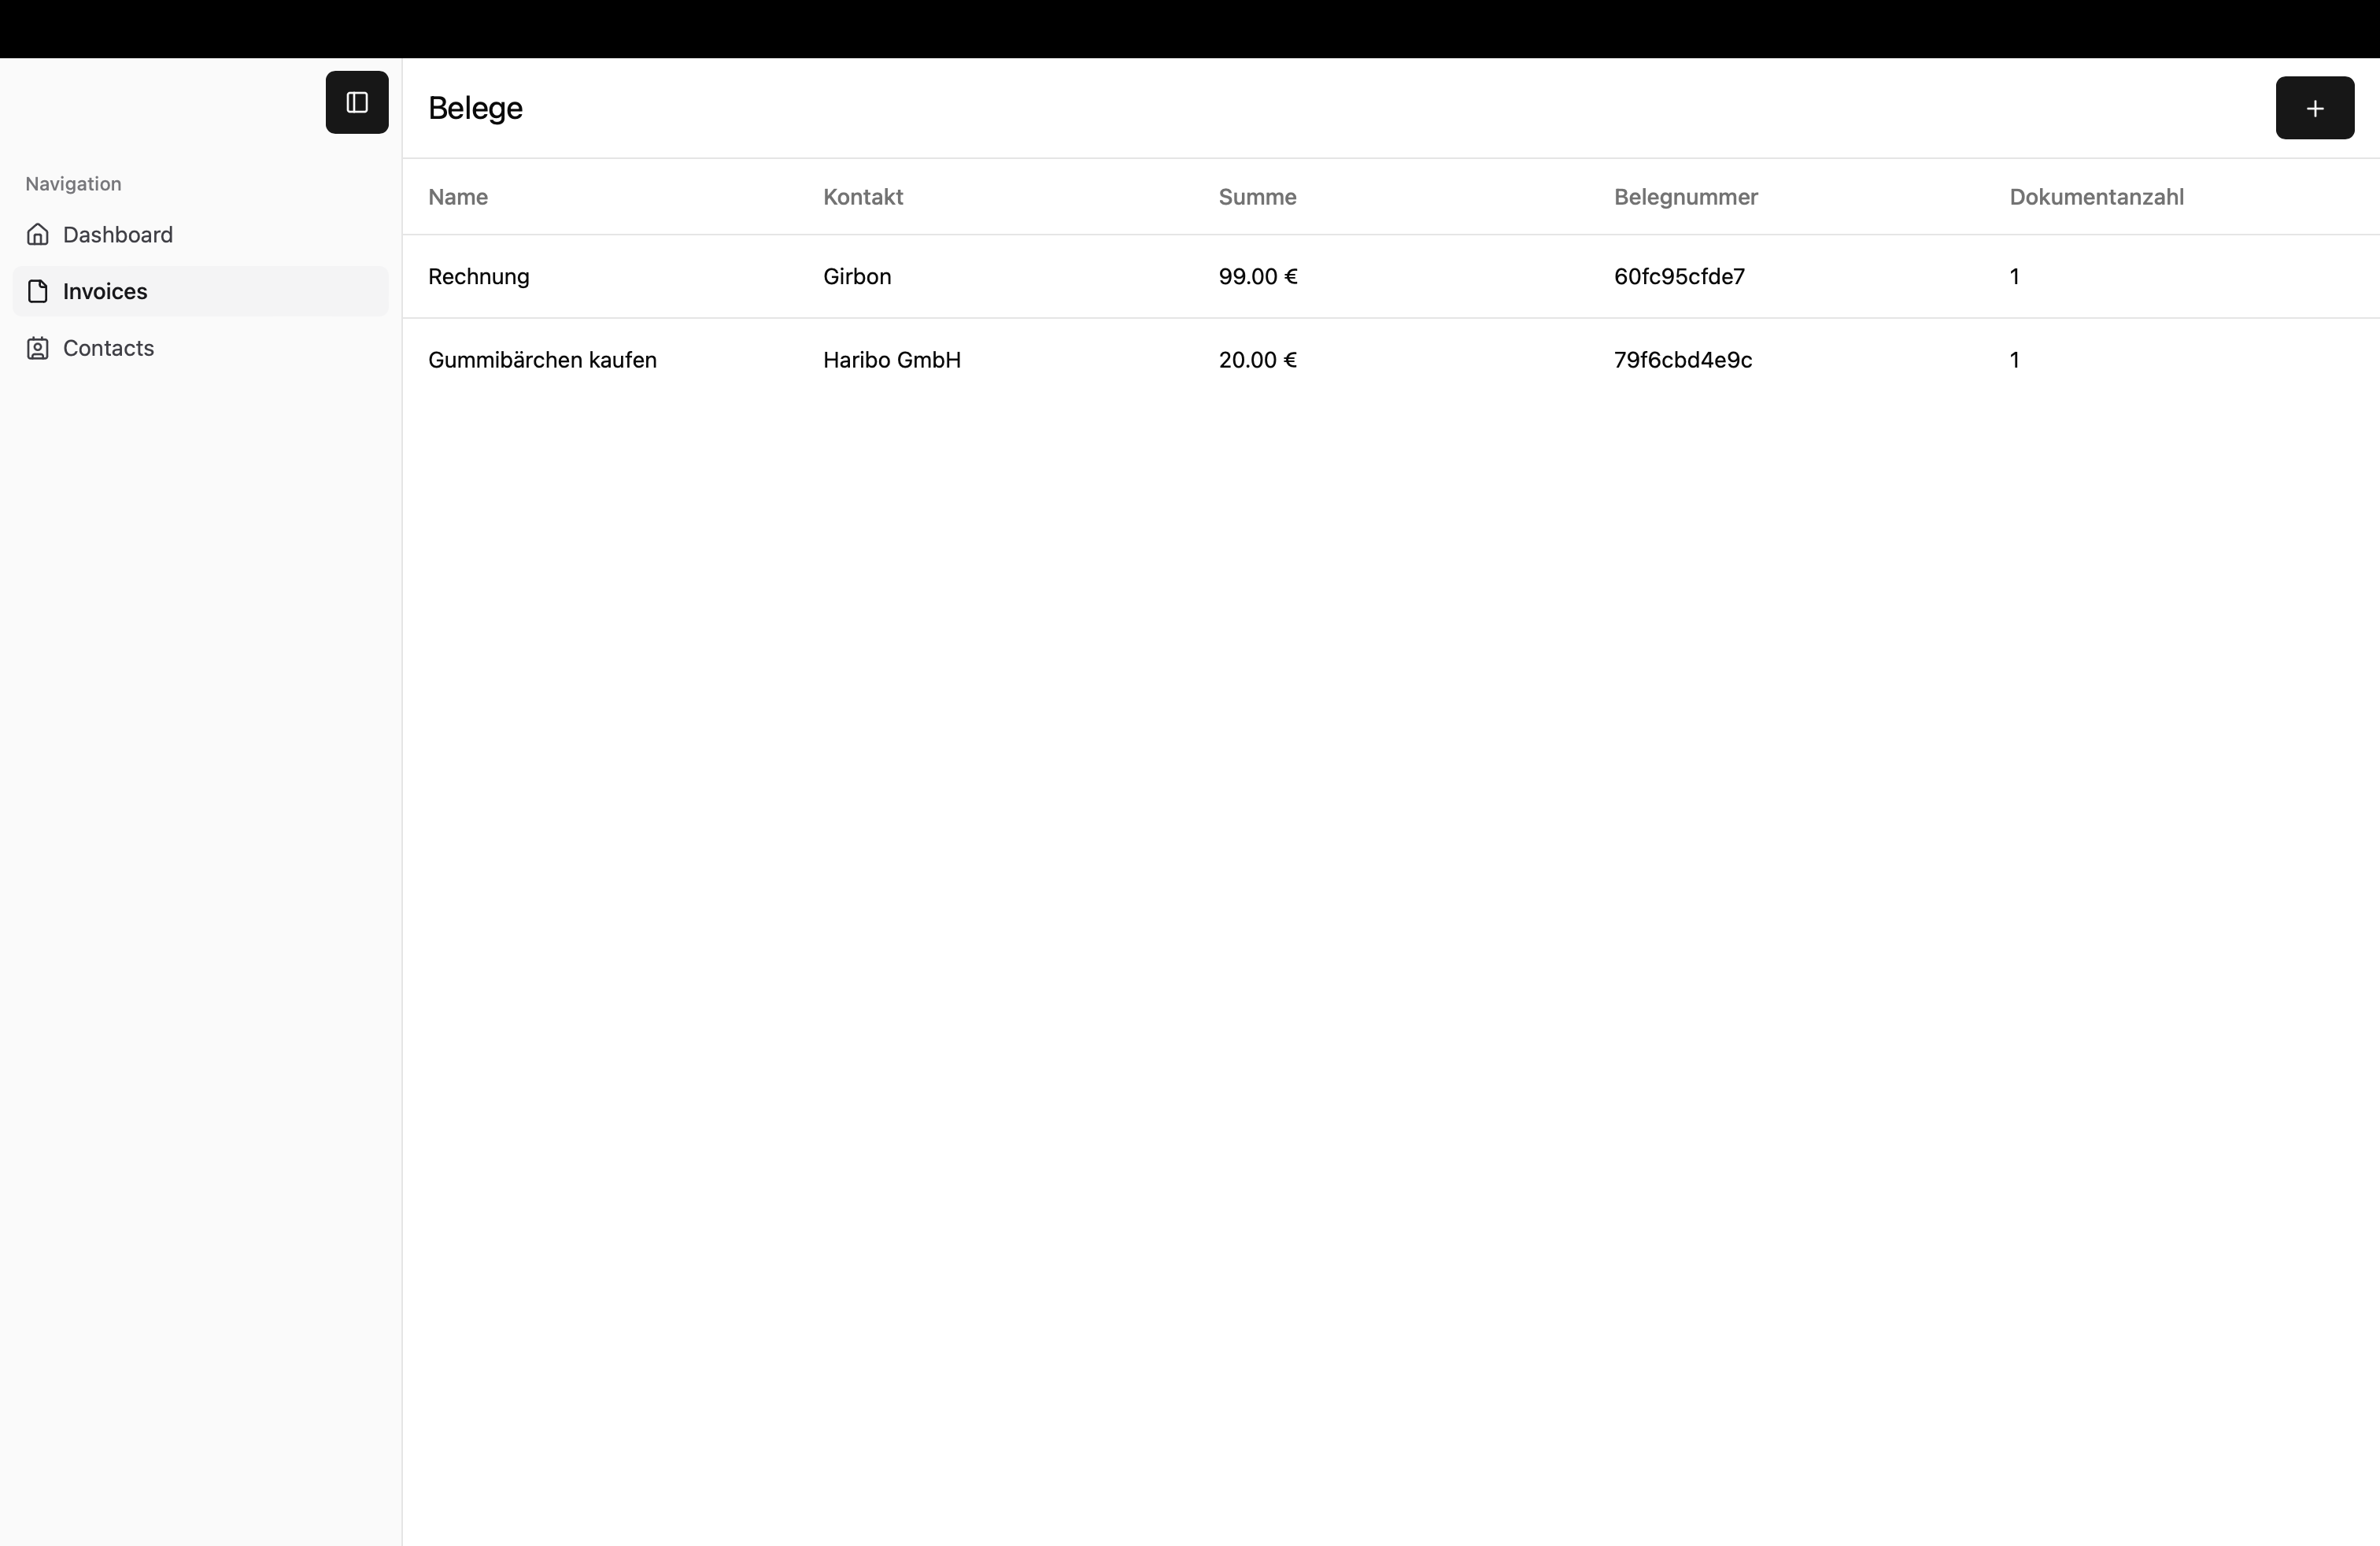 Belege
Navigation
Dashboard
Invoices
Contacts
Name Kontakt Summe Belegnummer Dokumentanzahl
Rechnung Girbon 99.00 € 60fc95cfde7 1
Gummibärchen kaufen Haribo GmbH 20.00 € 79f6cbd4e9c 1